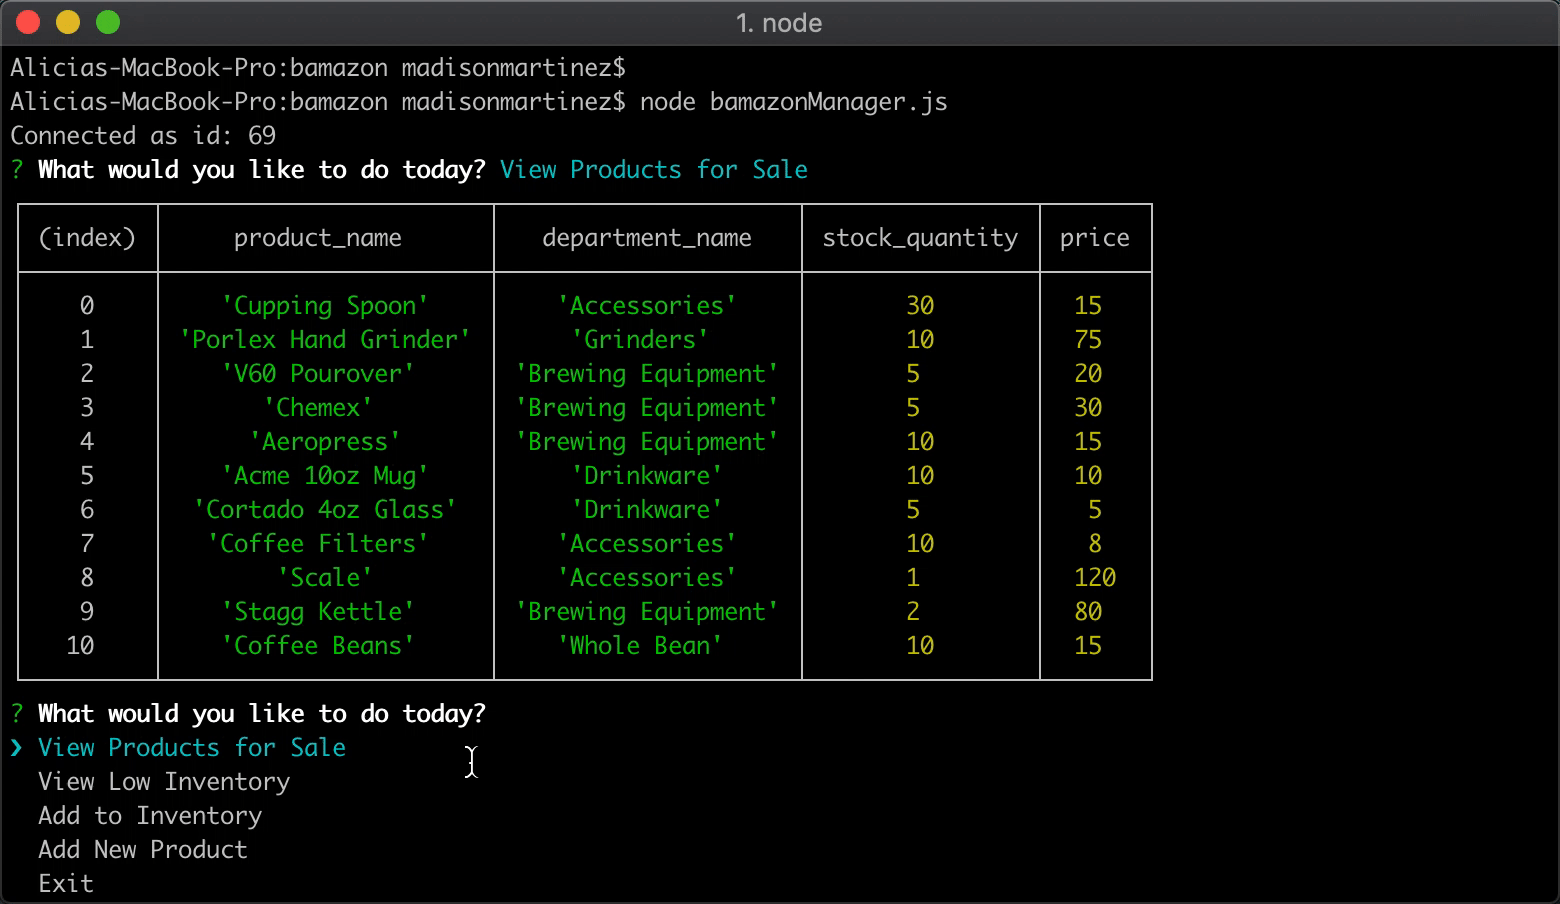 1. node
Alicias-MacBook-Pro:bamazon madisonmartinez$
Alicias-MacBook-Pro:bamazon madisonmartinez$ node bamazonManager.js
Connected as id: 69
? What would you like to do today? View Products for Sale
(index) product_name department_name stock_quantity price
0 'Cupping Spoon' 'Accessories' 30 15
1 'Porlex Hand Grinder' 'Grinders' 10 75
2 'V60 Pourover' 'Brewing Equipment' 5 20
3 'Chemex' 'Brewing Equipment' 5 30
4 'Aeropress' 'Brewing Equipment' 10 15
5 'Acme 10oz Mug' 'Drinkware' 10 10
6 'Cortado 4oz Glass' 'Drinkware' 5 5
7 'Coffee Filters' 'Accessories' 10 8
8 'Scale' 'Accessories' 1 120
9 'Stagg Kettle' 'Brewing Equipment' 2 80
10 'Coffee Beans' 'Whole Bean' 10 15
? What would you like to do today?
❯ View Products for Sale
View Low Inventory
Add to Inventory
Add New Product
Exit